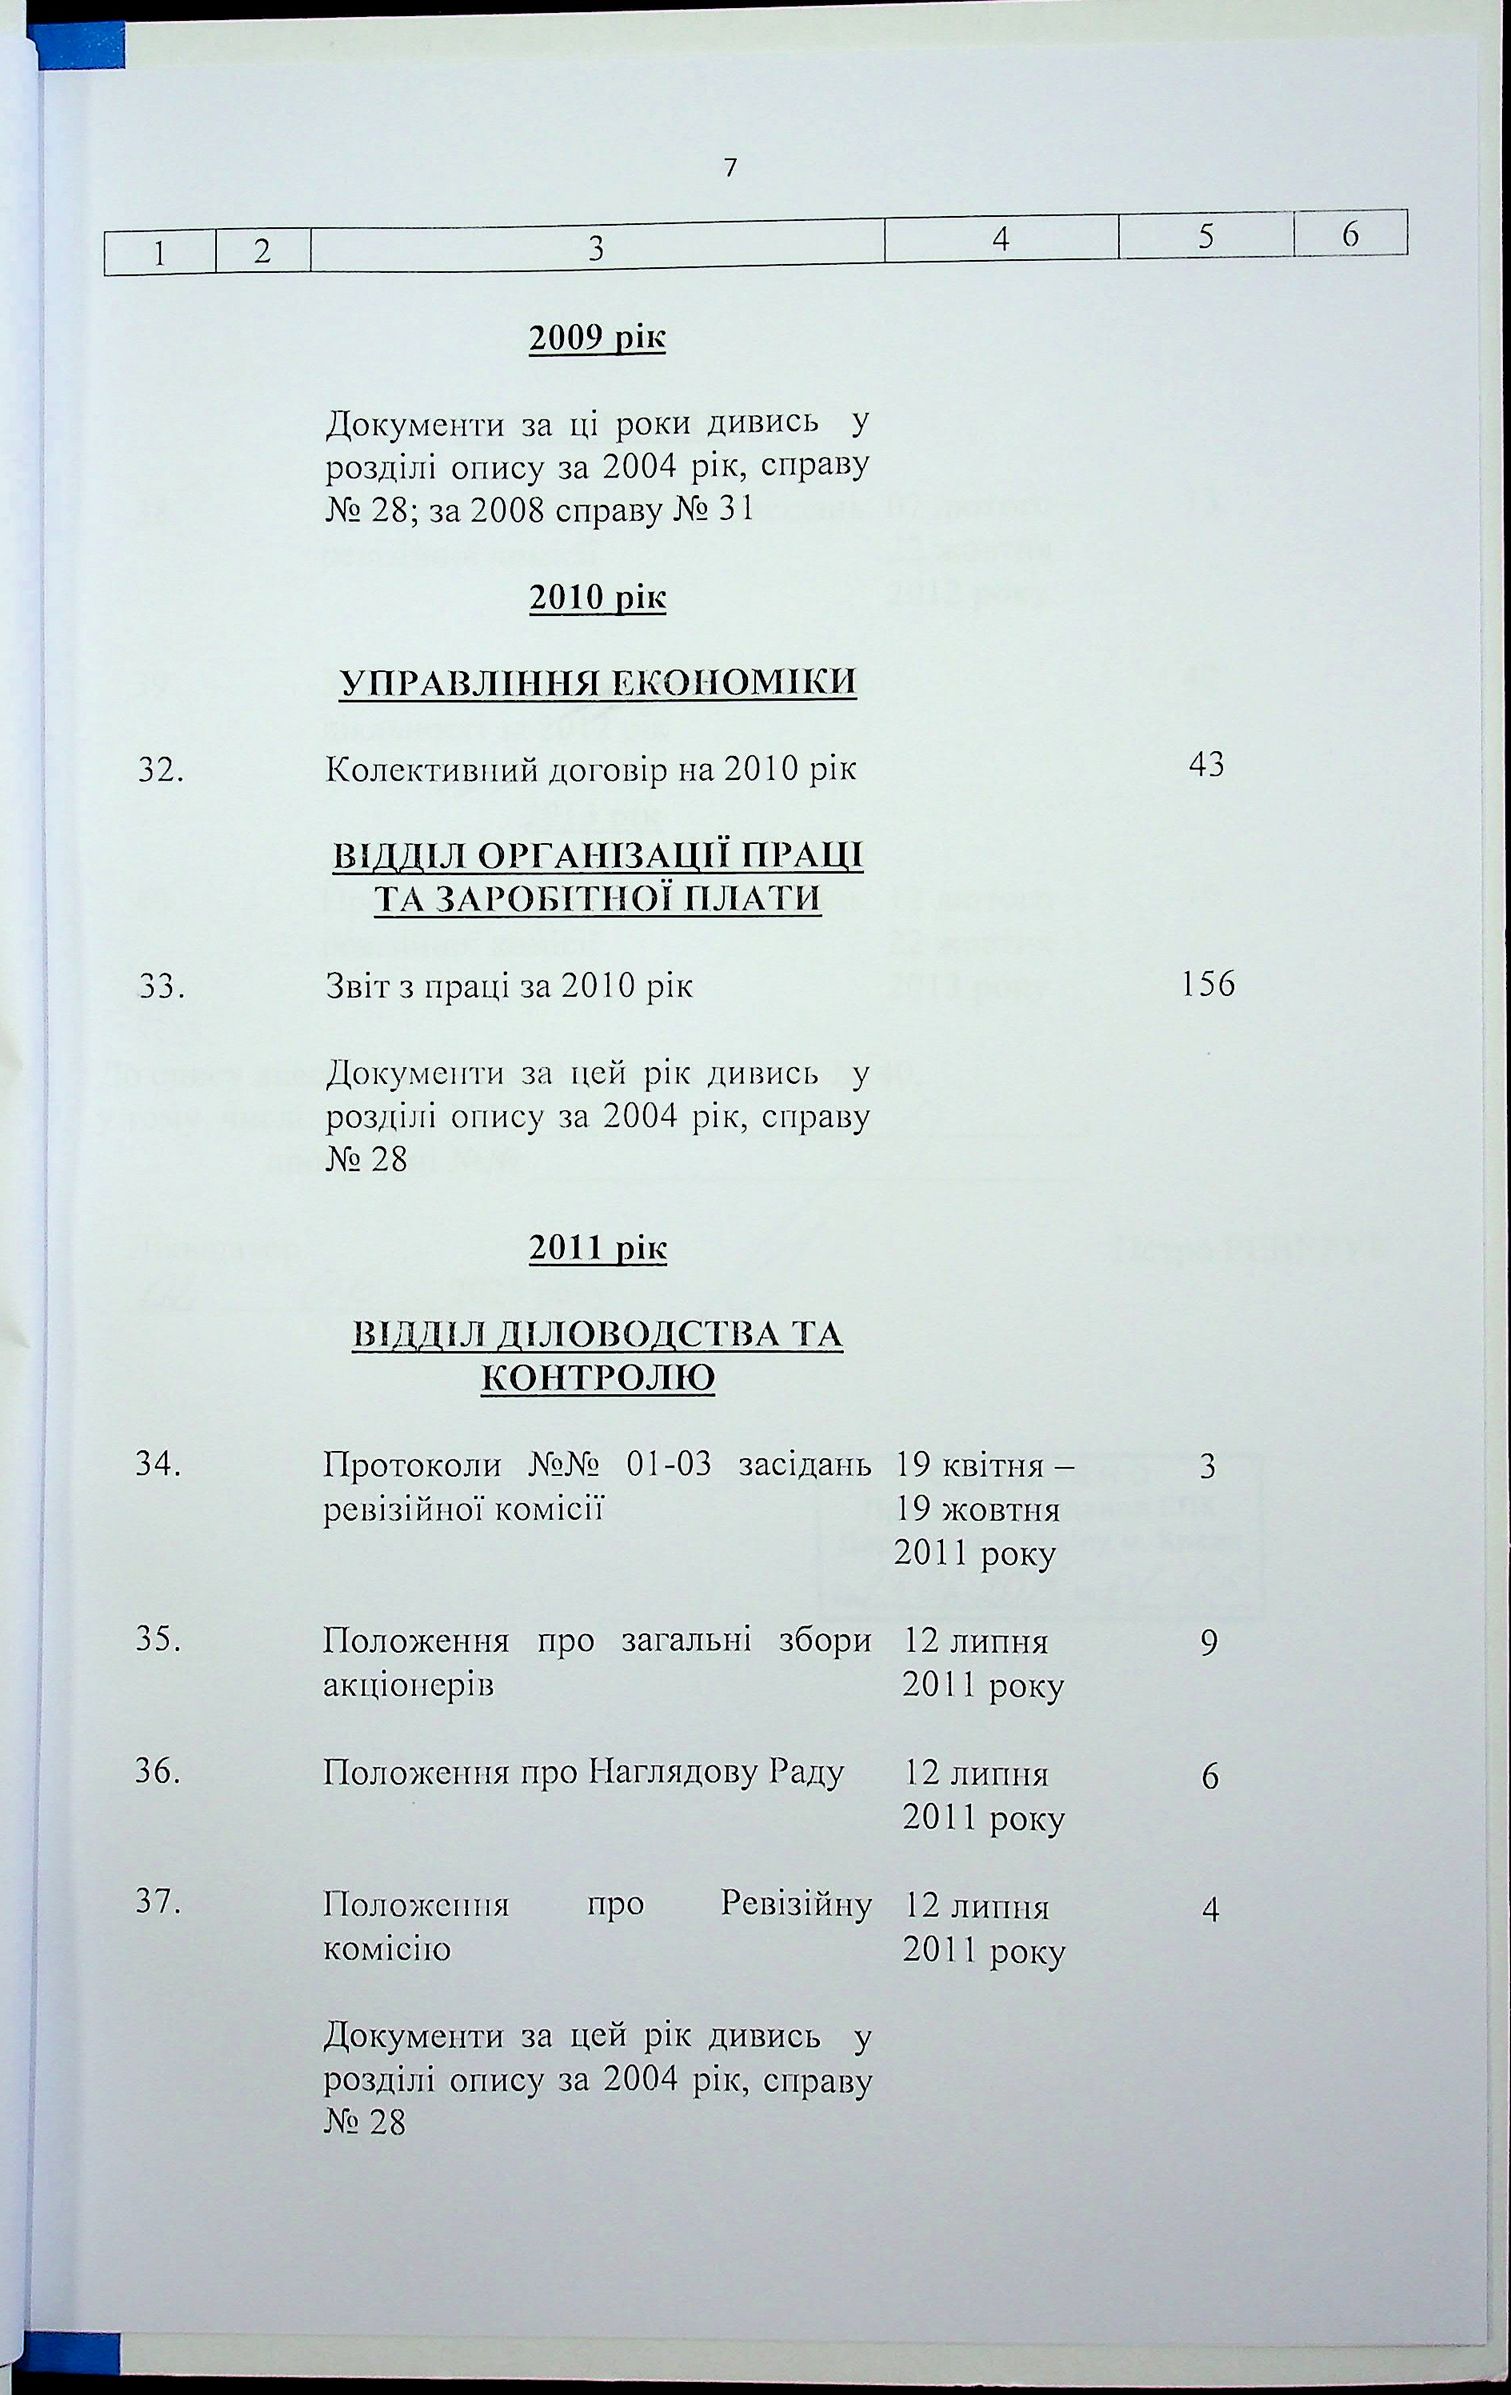 7
1 2 3 4 5 6
2009 рік
Документи за ці роки дивись у
розділі опису за 2004 рік, справу
№ 28; за 2008 справу № 31
2010 рік
УПРАВЛІННЯ ЕКОНОМІКИ
32. Колективний договір на 2010 рік 43
ВІДДІЛ ОРГАНІЗАЦІЇ ПРАЦІ
ТА ЗАРОБІТНОЇ ПЛАТИ
33. Звіт з праці за 2010 рік 156
Документи за цей рік дивись у
розділі опису за 2004 рік, справу
№ 28
2011 рік
ВІДДІЛ ДІЛОВОДСТВА ТА
КОНТРОЛЮ
34. Протоколи №№ 01-03 засідань 19 квітня – 3
ревізійної комісії 19 жовтня
2011 року
35. Положення про загальні збори 12 липня 9
акціонерів 2011 року
36. Положення про Наглядову Раду 12 липня 6
2011 року
37. Положення про Ревізійну 12 липня 4
комісію 2011 року
Документи за цей рік дивись у
розділі опису за 2004 рік, справу
№ 28